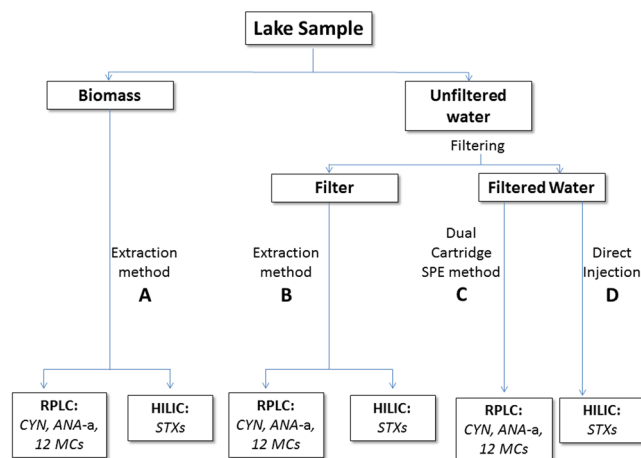 Lake Sample
Biomass
Unfiltered
water
Filtering
Filter
Filtered Water
Extraction
method
A
Extraction
method
B
Dual
Cartridge
SPE method
C
Direct
Injection
D
RPLC:
CYN, ANA-a,
12 MCs
HILIC:
STXs
RPLC:
CYN, ANA-a,
12 MCs
HILIC:
STXs
RPLC:
CYN, ANA-a,
12 MCs
HILIC:
STXs